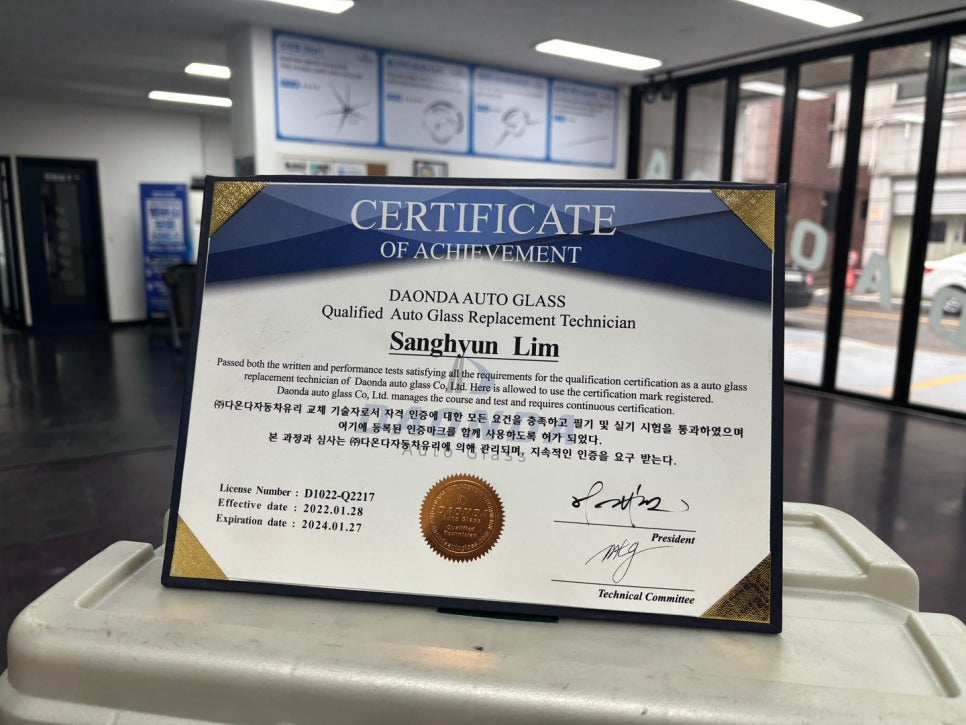 CERTIFICATE
OF ACHIEVEMENT
DAONDA AUTO GLASS
Qualified Auto Glass Replacement Technician
Sanghyun Lim
Passed both the written and performance tests satisfying all the requirements for the qualification certification as a auto glass
replacement technician of Daonda auto glass Co, Ltd. Here is allowed to use the certification mark registered.
Daonda auto glass Co, Ltd. manages the course and test and requires continuous certification.
㈜다온다자동차유리 교체 기술자로서 자격 인증에 대한 모든 요건을 충족하고 필기 및 실기 시험을 통과하였으며
여기에 등록된 인증마크를 함께 사용하도록 허가 되었다.
본 과정과 심사는 ㈜다온다자동차유리에 의해 관리되며, 지속적인 인증을 요구 받는다.
DAONDA
Auto Glass
License Number : D1022-Q2217
Effective date : 2022.01.28
Expiration date : 2024.01.27
DAONDA
Auto Glass
Qualified
Technician
President
Technical Committee